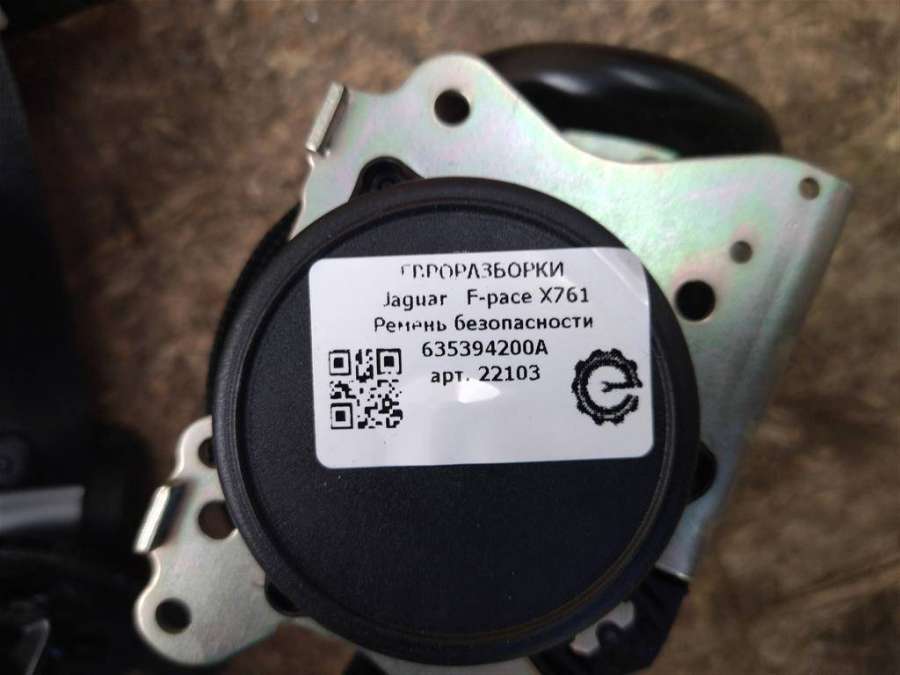 ЕВРОРАЗБОРКИ
Jaguar F-pace X761
Ремень безопасности
635394200A
арт. 22103